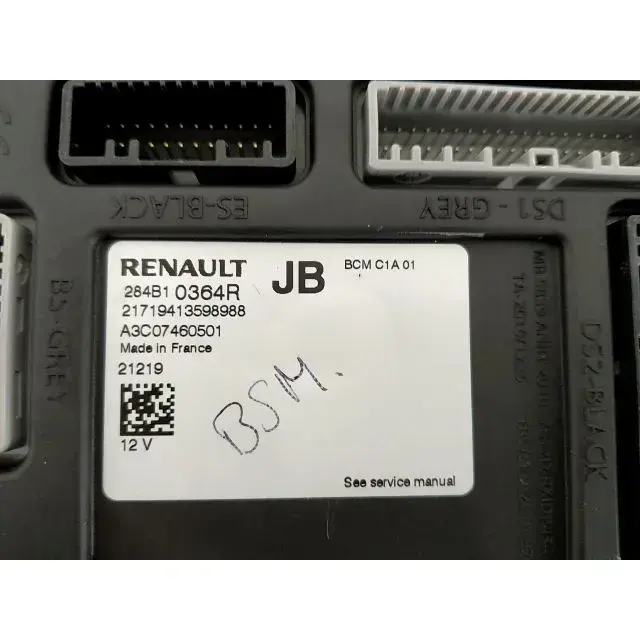 ES-BLACK
DS1 - GREY
BS-GREY
RENAULT JB BCM C1A 01
284B1 0364R
21719413598988
A3C07460501
Made in France
21219
12 V
BSM.
See service manual
DS2-BLACK